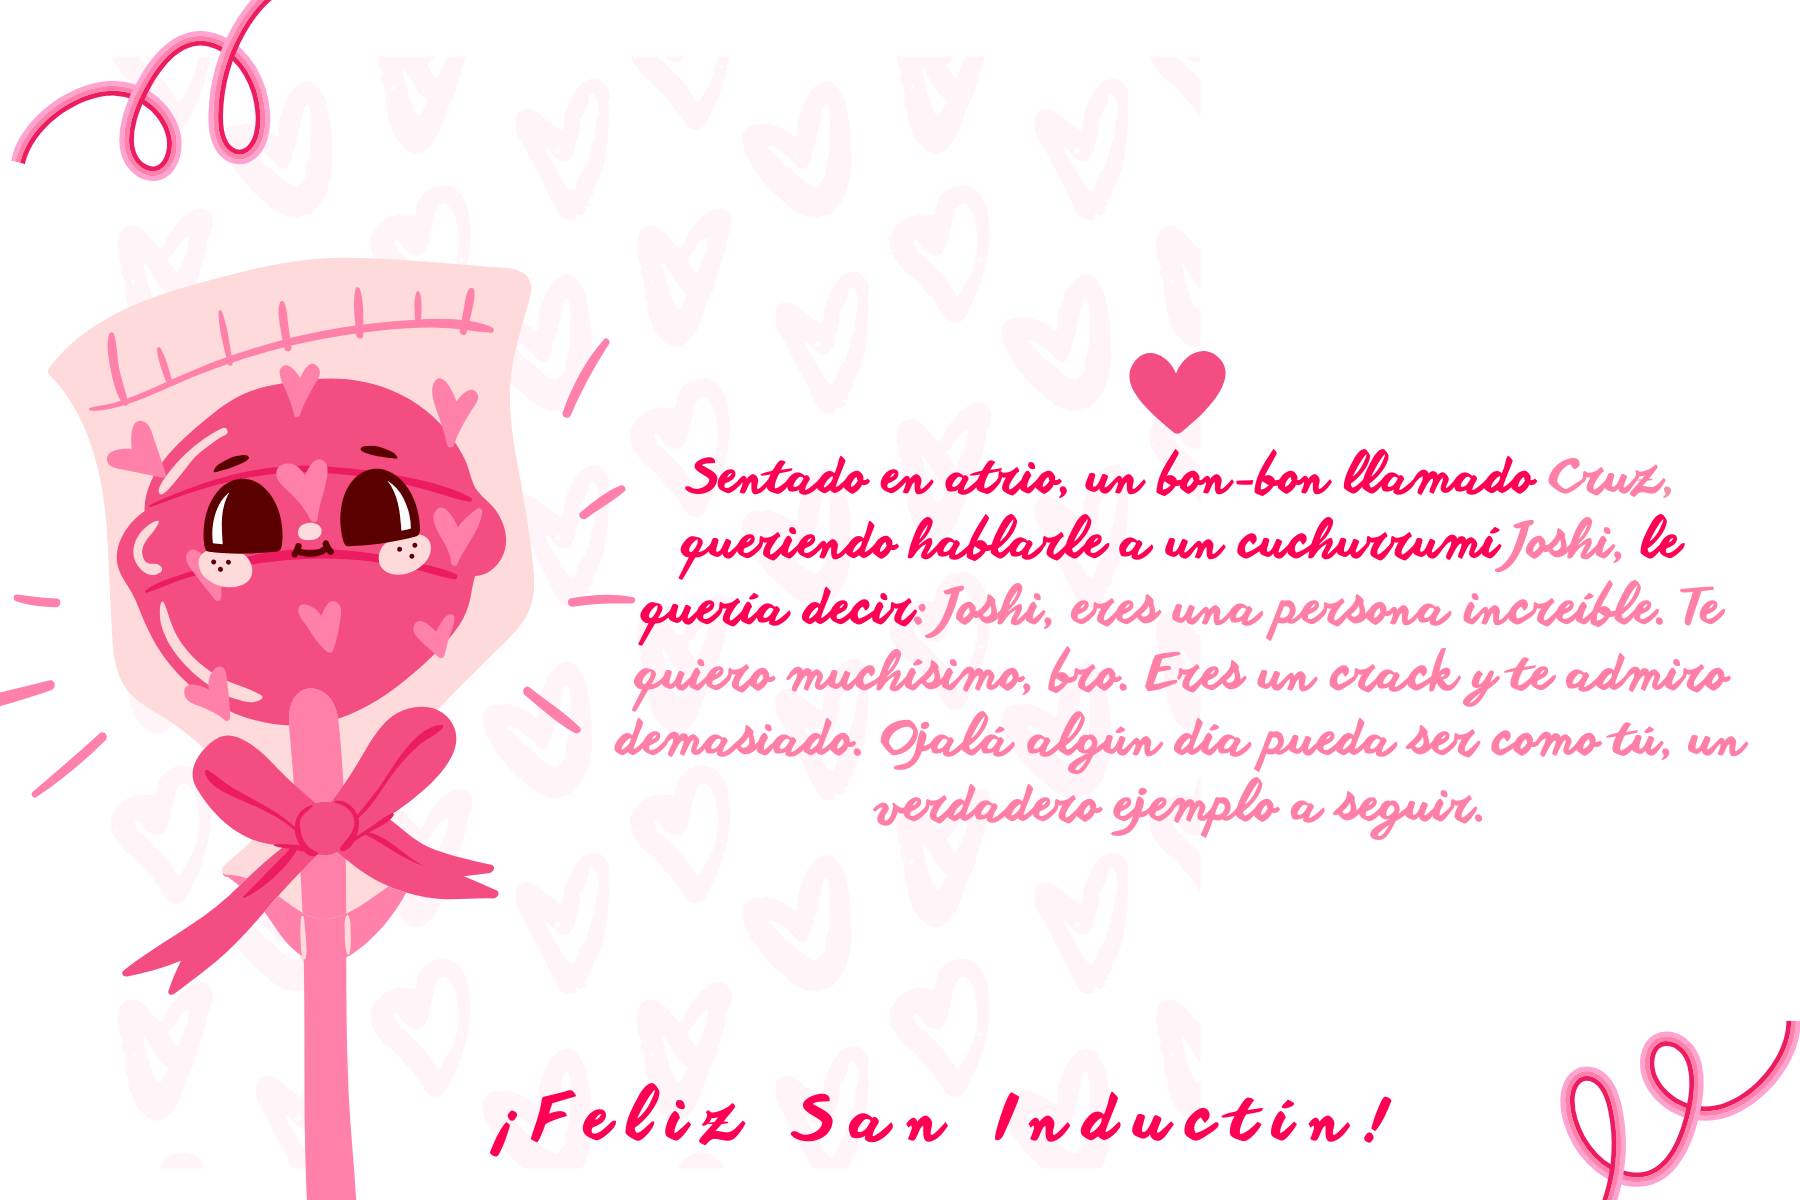 Sentado en atrio, un bon-bon llamado Cruz,
queriendo hablarle a un cuchurrumí Joshi, le
quería decir: Joshi, eres una persona increíble. Te
quiero muchísimo, bro. Eres un crack y te admiro
demasiado. Ojalá algún día pueda ser como tú, un
verdadero ejemplo a seguir.
¡Feliz San Inductín!